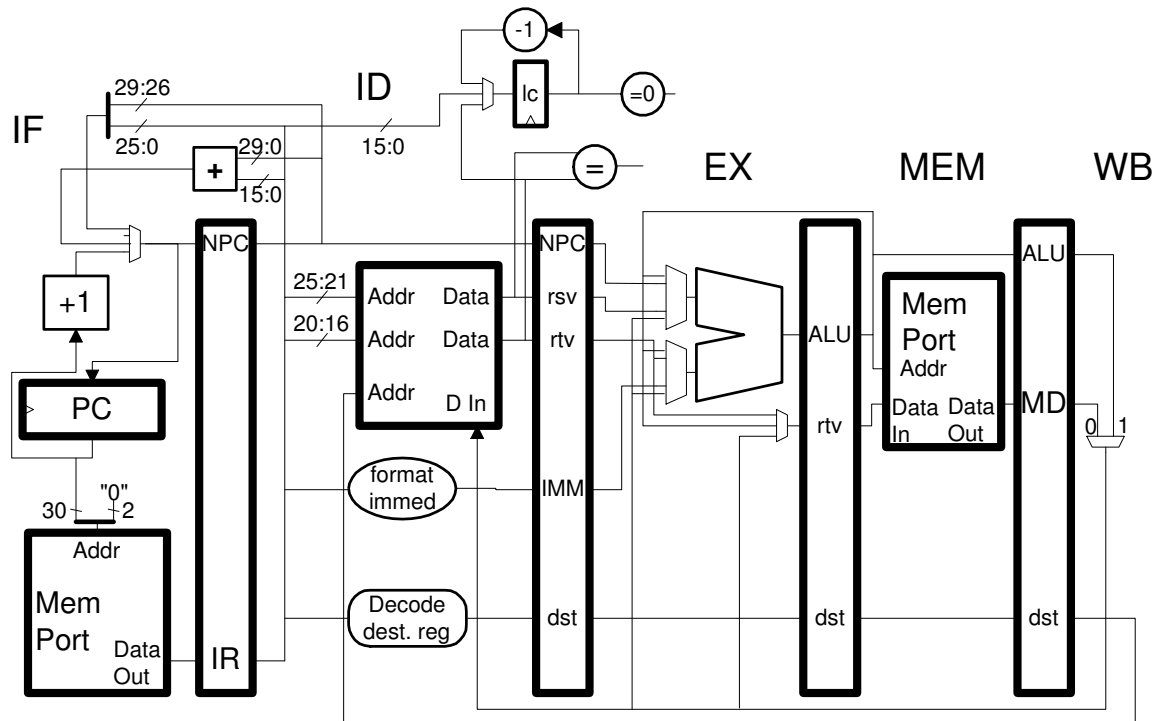 IF
ID
EX
MEM
WB
29:26
25:0
29:0
15:0
+
-1
lc
=0
15:0
=
+1
PC
30
"0"
2
Addr
Mem
Port
Data
Out
NPC
IR
25:21
20:16
Addr
Data
Addr
Data
Addr
D In
format
immed
Decode
dest. reg
NPC
rsv
rtv
IMM
dst
ALU
rtv
dst
Mem
Port
Addr
Data
In
Data
Out
ALU
MD
dst
0
1